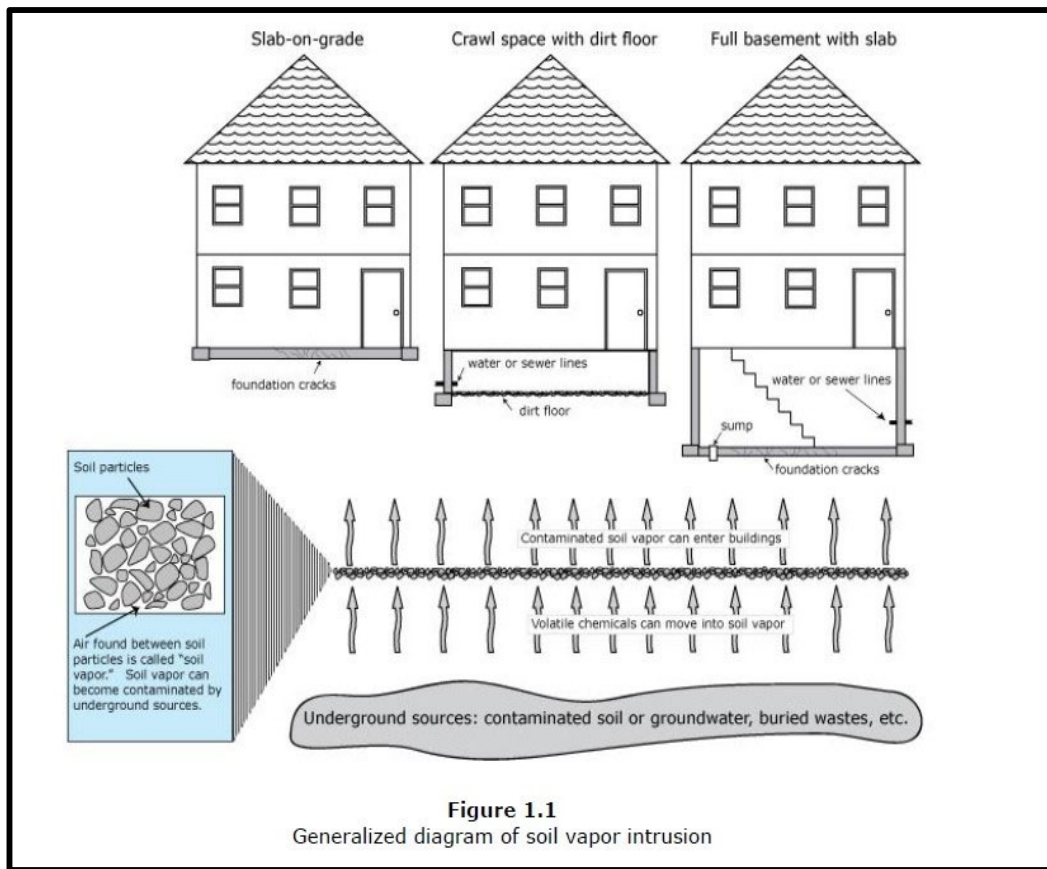 Slab-on-grade
Crawl space with dirt floor
Full basement with slab
foundation cracks
water or sewer lines
dirt floor
water or sewer lines
sump
foundation cracks
Soil particles
Air found between soil
particles is called “soil
vapor.” Soil vapor can
become contaminated by
underground sources.
Contaminated soil vapor can enter buildings
Volatile chemicals can move into soil vapor
Underground sources: contaminated soil or groundwater, buried wastes, etc.
Figure 1.1
Generalized diagram of soil vapor intrusion